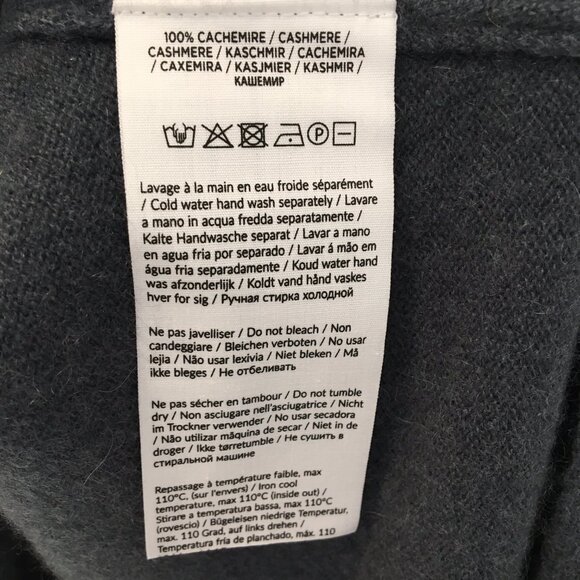 100% CACHEMIRE / CASHMERE /
CASHMERE / KASCHMIR / CACHEMIRA
/ CAXEMIRA / KASJMIER / KASHMIR /
КАШЕМИР
P
Lavage à la main en eau froide séparément
/ Cold water hand wash separately / Lavare
a mano in acqua fredda separatamente /
Kalte Handwasche separat / Lavar a mano
en agua fria por separado / Lavar á mão em
água fria separadamente / Koud water hand
was afzonderlijk / Koldt vand hånd vaskes
hver for sig / Ручная стирка холодной
Ne pas javelliser / Do not bleach / Non
candeggiare / Bleichen verboten / No usar
lejia / Não usar lexivia / Niet bleken / Må
ikke bleges / Не отбеливать
Ne pas sécher en tambour / Do not tumble
dry / Non asciugare nell'asciugatrice / Nicht
im Trockner verwender / No usar secadora
/ Não utilizar máquina de secar / Niet in de
droger / Ikke tørretumble / Не сушить в
стиральной машине
Repassage à température faible, max
110°C, (sur l'envers) / Iron cool
temperature, max 110°C (inside out) /
Stirare a temperatura bassa, max 110°C
(rovescio) / Bügeleisen niedrige Temperatur,
max. 110 Grad, auf links drehen /
Temperatura fría de planchado, máx. 110